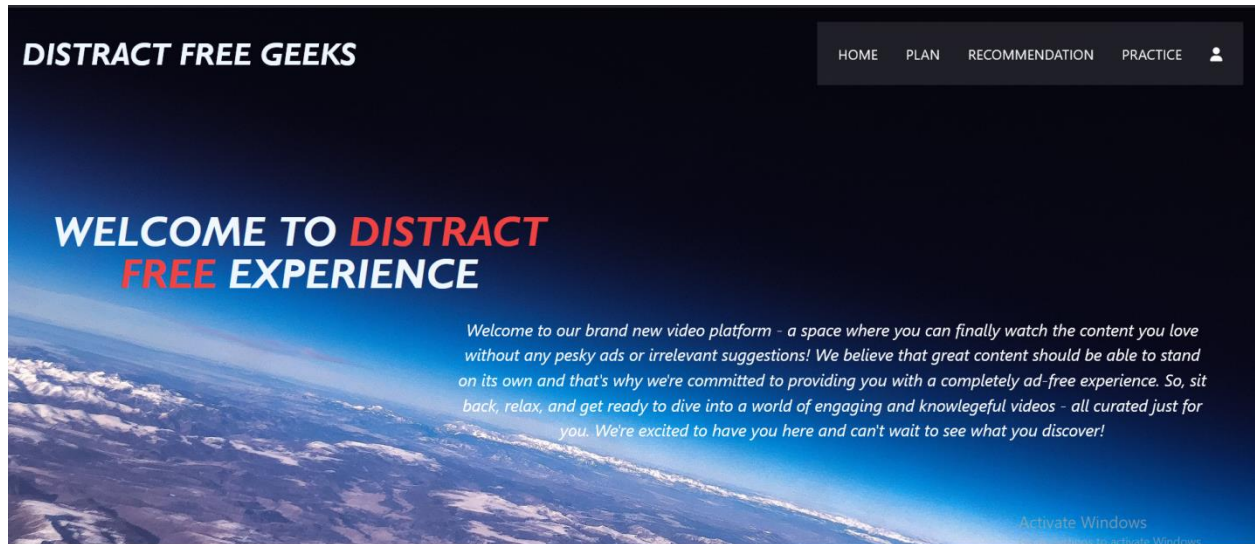 DISTRACT FREE GEEKS
HOME PLAN RECOMMENDATION PRACTICE
WELCOME TO DISTRACT
FREE EXPERIENCE
Welcome to our brand new video platform - a space where you can finally watch the content you love
without any pesky ads or irrelevant suggestions! We believe that great content should be able to stand
on its own and that's why we're committed to providing you with a completely ad-free experience. So, sit
back, relax, and get ready to dive into a world of engaging and knowlegeful videos - all curated just for
you. We're excited to have you here and can't wait to see what you discover!
Activate Windows
to activate Windows